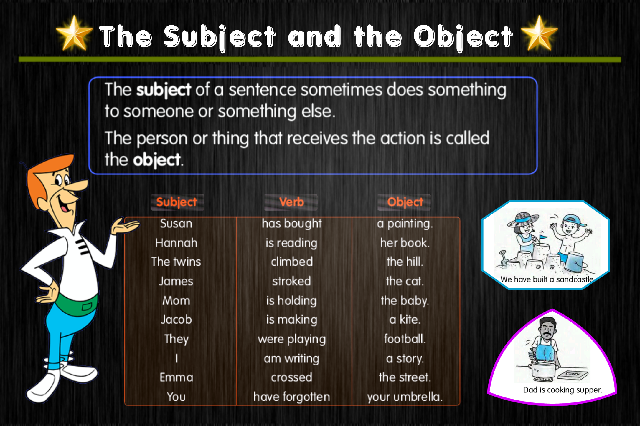 The Subject and the Object
The subject of a sentence sometimes does something
to someone or something else.
The person or thing that receives the action is called
the object.
Subject Verb Object
Susan has bought a painting.
Hannah is reading her book.
The twins climbed the hill.
James stroked the cat.
Mom is holding the baby.
Jacob is making a kite.
They were playing football.
I am writing a story.
Emma crossed the street.
You have forgotten your umbrella.
We have built a sandcastle
Dad is cooking supper.